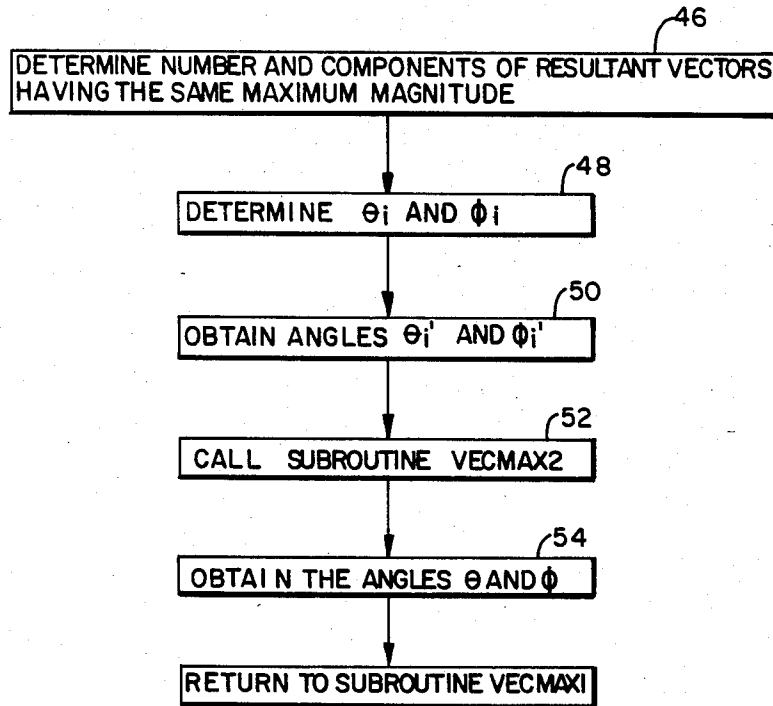 46
DETERMINE NUMBER AND COMPONENTS OF RESULTANT VECTORS
HAVING THE SAME MAXIMUM MAGNITUDE
48
DETERMINE θi AND ϕi
50
OBTAIN ANGLES θi' AND ϕi'
52
CALL SUBROUTINE VECMAX2
54
OBTAIN THE ANGLES θ AND ϕ
RETURN TO SUBROUTINE VECMAX1